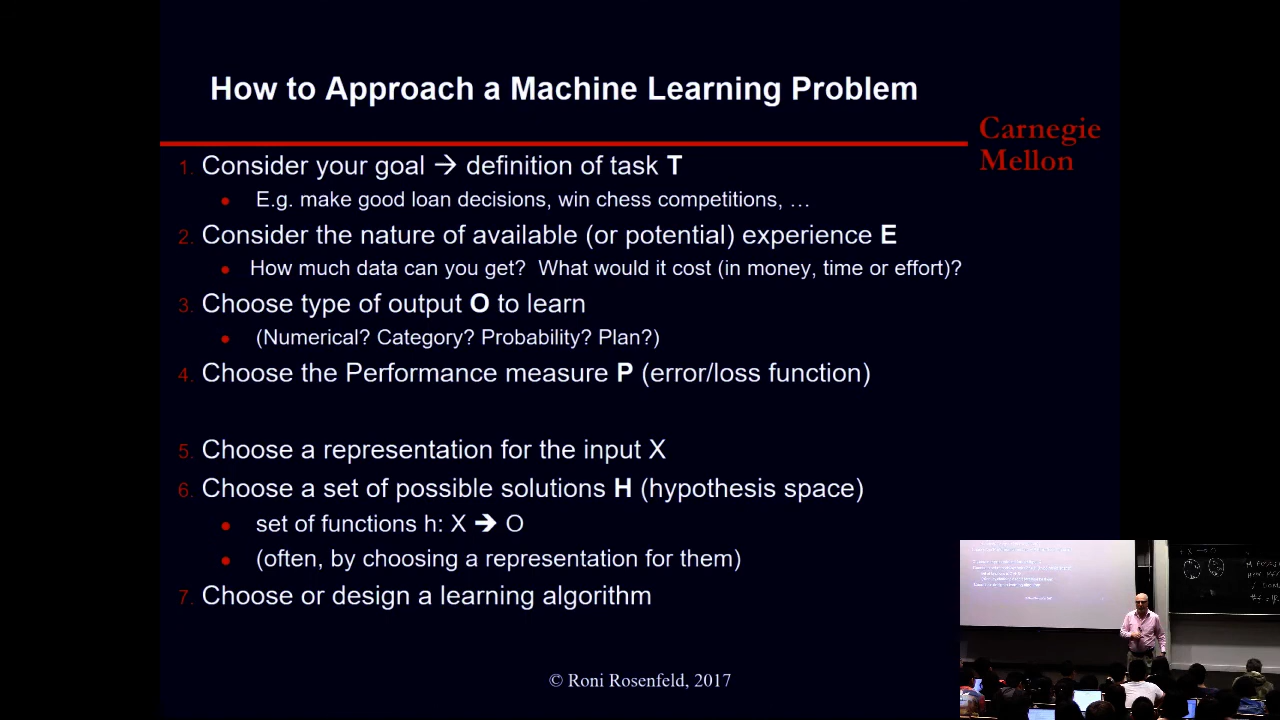 How to Approach a Machine Learning Problem
Carnegie
Mellon
1. Consider your goal → definition of task T
• E.g. make good loan decisions, win chess competitions, …
2. Consider the nature of available (or potential) experience E
• How much data can you get? What would it cost (in money, time or effort)?
3. Choose type of output O to learn
• (Numerical? Category? Probability? Plan?)
4. Choose the Performance measure P (error/loss function)
5. Choose a representation for the input X
6. Choose a set of possible solutions H (hypothesis space)
• set of functions h: X ➔ O
• (often, by choosing a representation for them)
7. Choose or design a learning algorithm
© Roni Rosenfeld, 2017